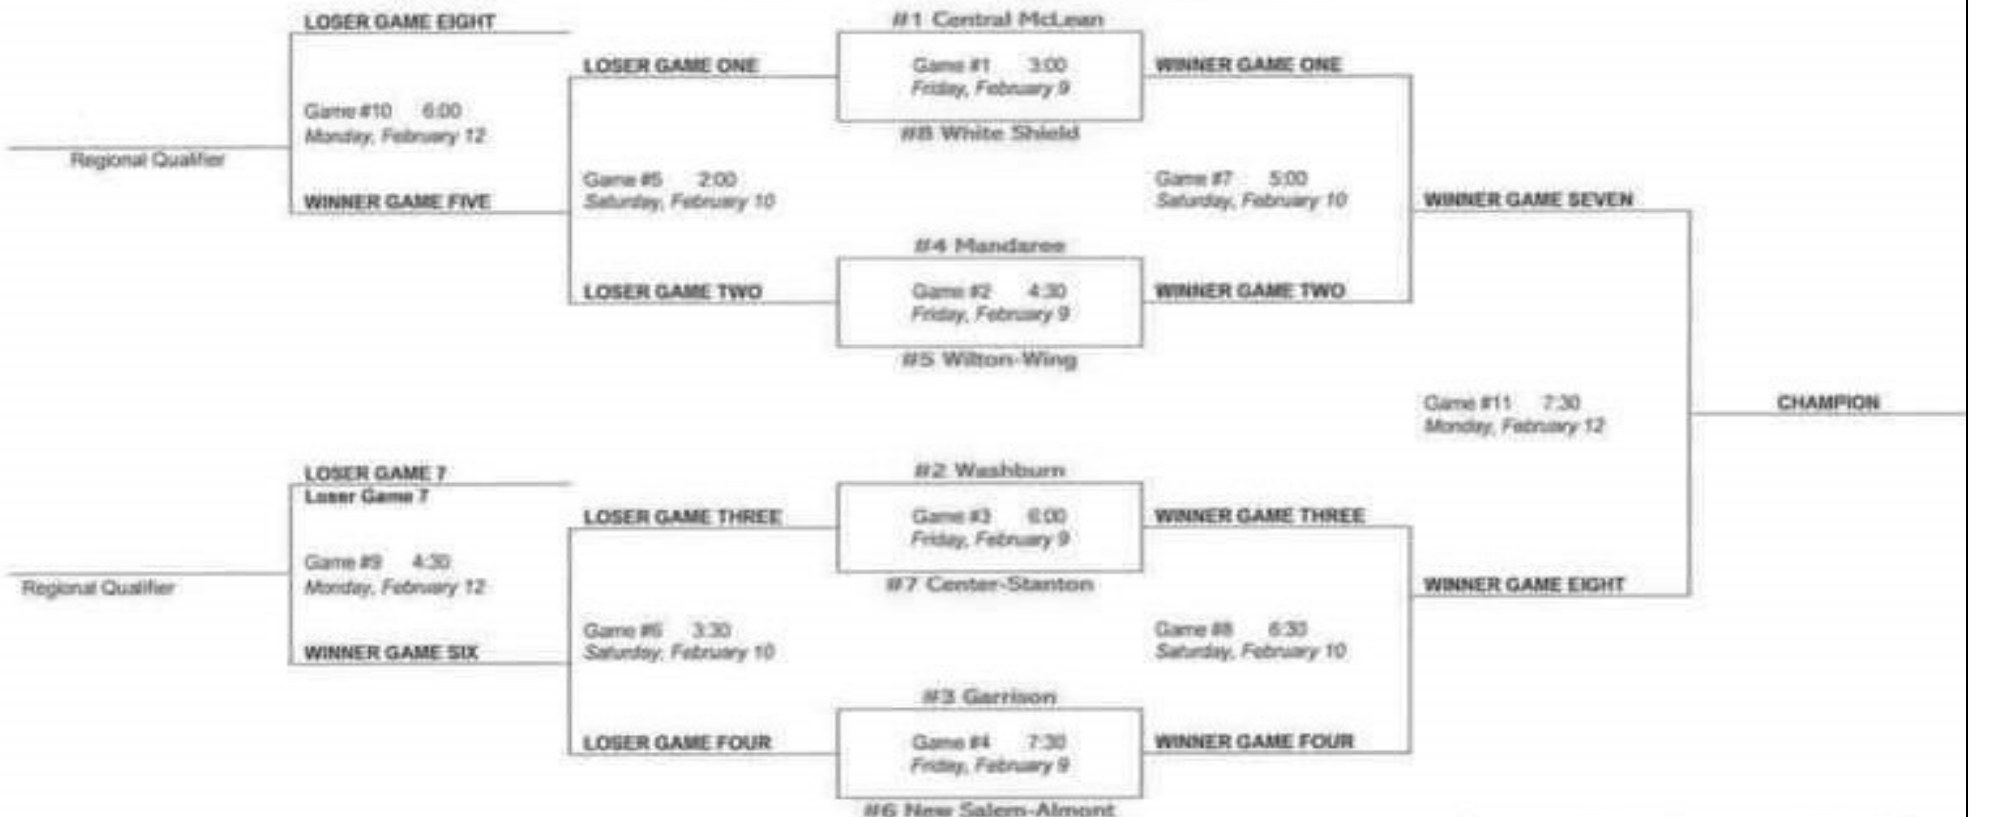 LOSER GAME EIGHT
Game #10 6:00
Monday, February 12
Regional Qualifier
WINNER GAME FIVE
LOSER GAME ONE
Game #5 2:00
Saturday, February 10
LOSER GAME TWO
#1 Central McLean
Game #1 3:00
Friday, February 9
#8 White Shield
#4 Mandaree
Game #2 4:30
Friday, February 9
#5 Wilton-Wing
WINNER GAME ONE
Game #7 5:00
Saturday, February 10
WINNER GAME TWO
WINNER GAME SEVEN
Game #11 7:30
Monday, February 12
CHAMPION
LOSER GAME 7
Loser Game 7
Game #9 4:30
Monday, February 12
Regional Qualifier
WINNER GAME SIX
LOSER GAME THREE
Game #6 3:30
Saturday, February 10
LOSER GAME FOUR
#2 Washburn
Game #3 6:00
Friday, February 9
#7 Center-Stanton
#3 Garrison
Game #4 7:30
Friday, February 9
#6 New Salem-Almont
WINNER GAME THREE
Game #8 6:30
Saturday, February 10
WINNER GAME FOUR
WINNER GAME EIGHT